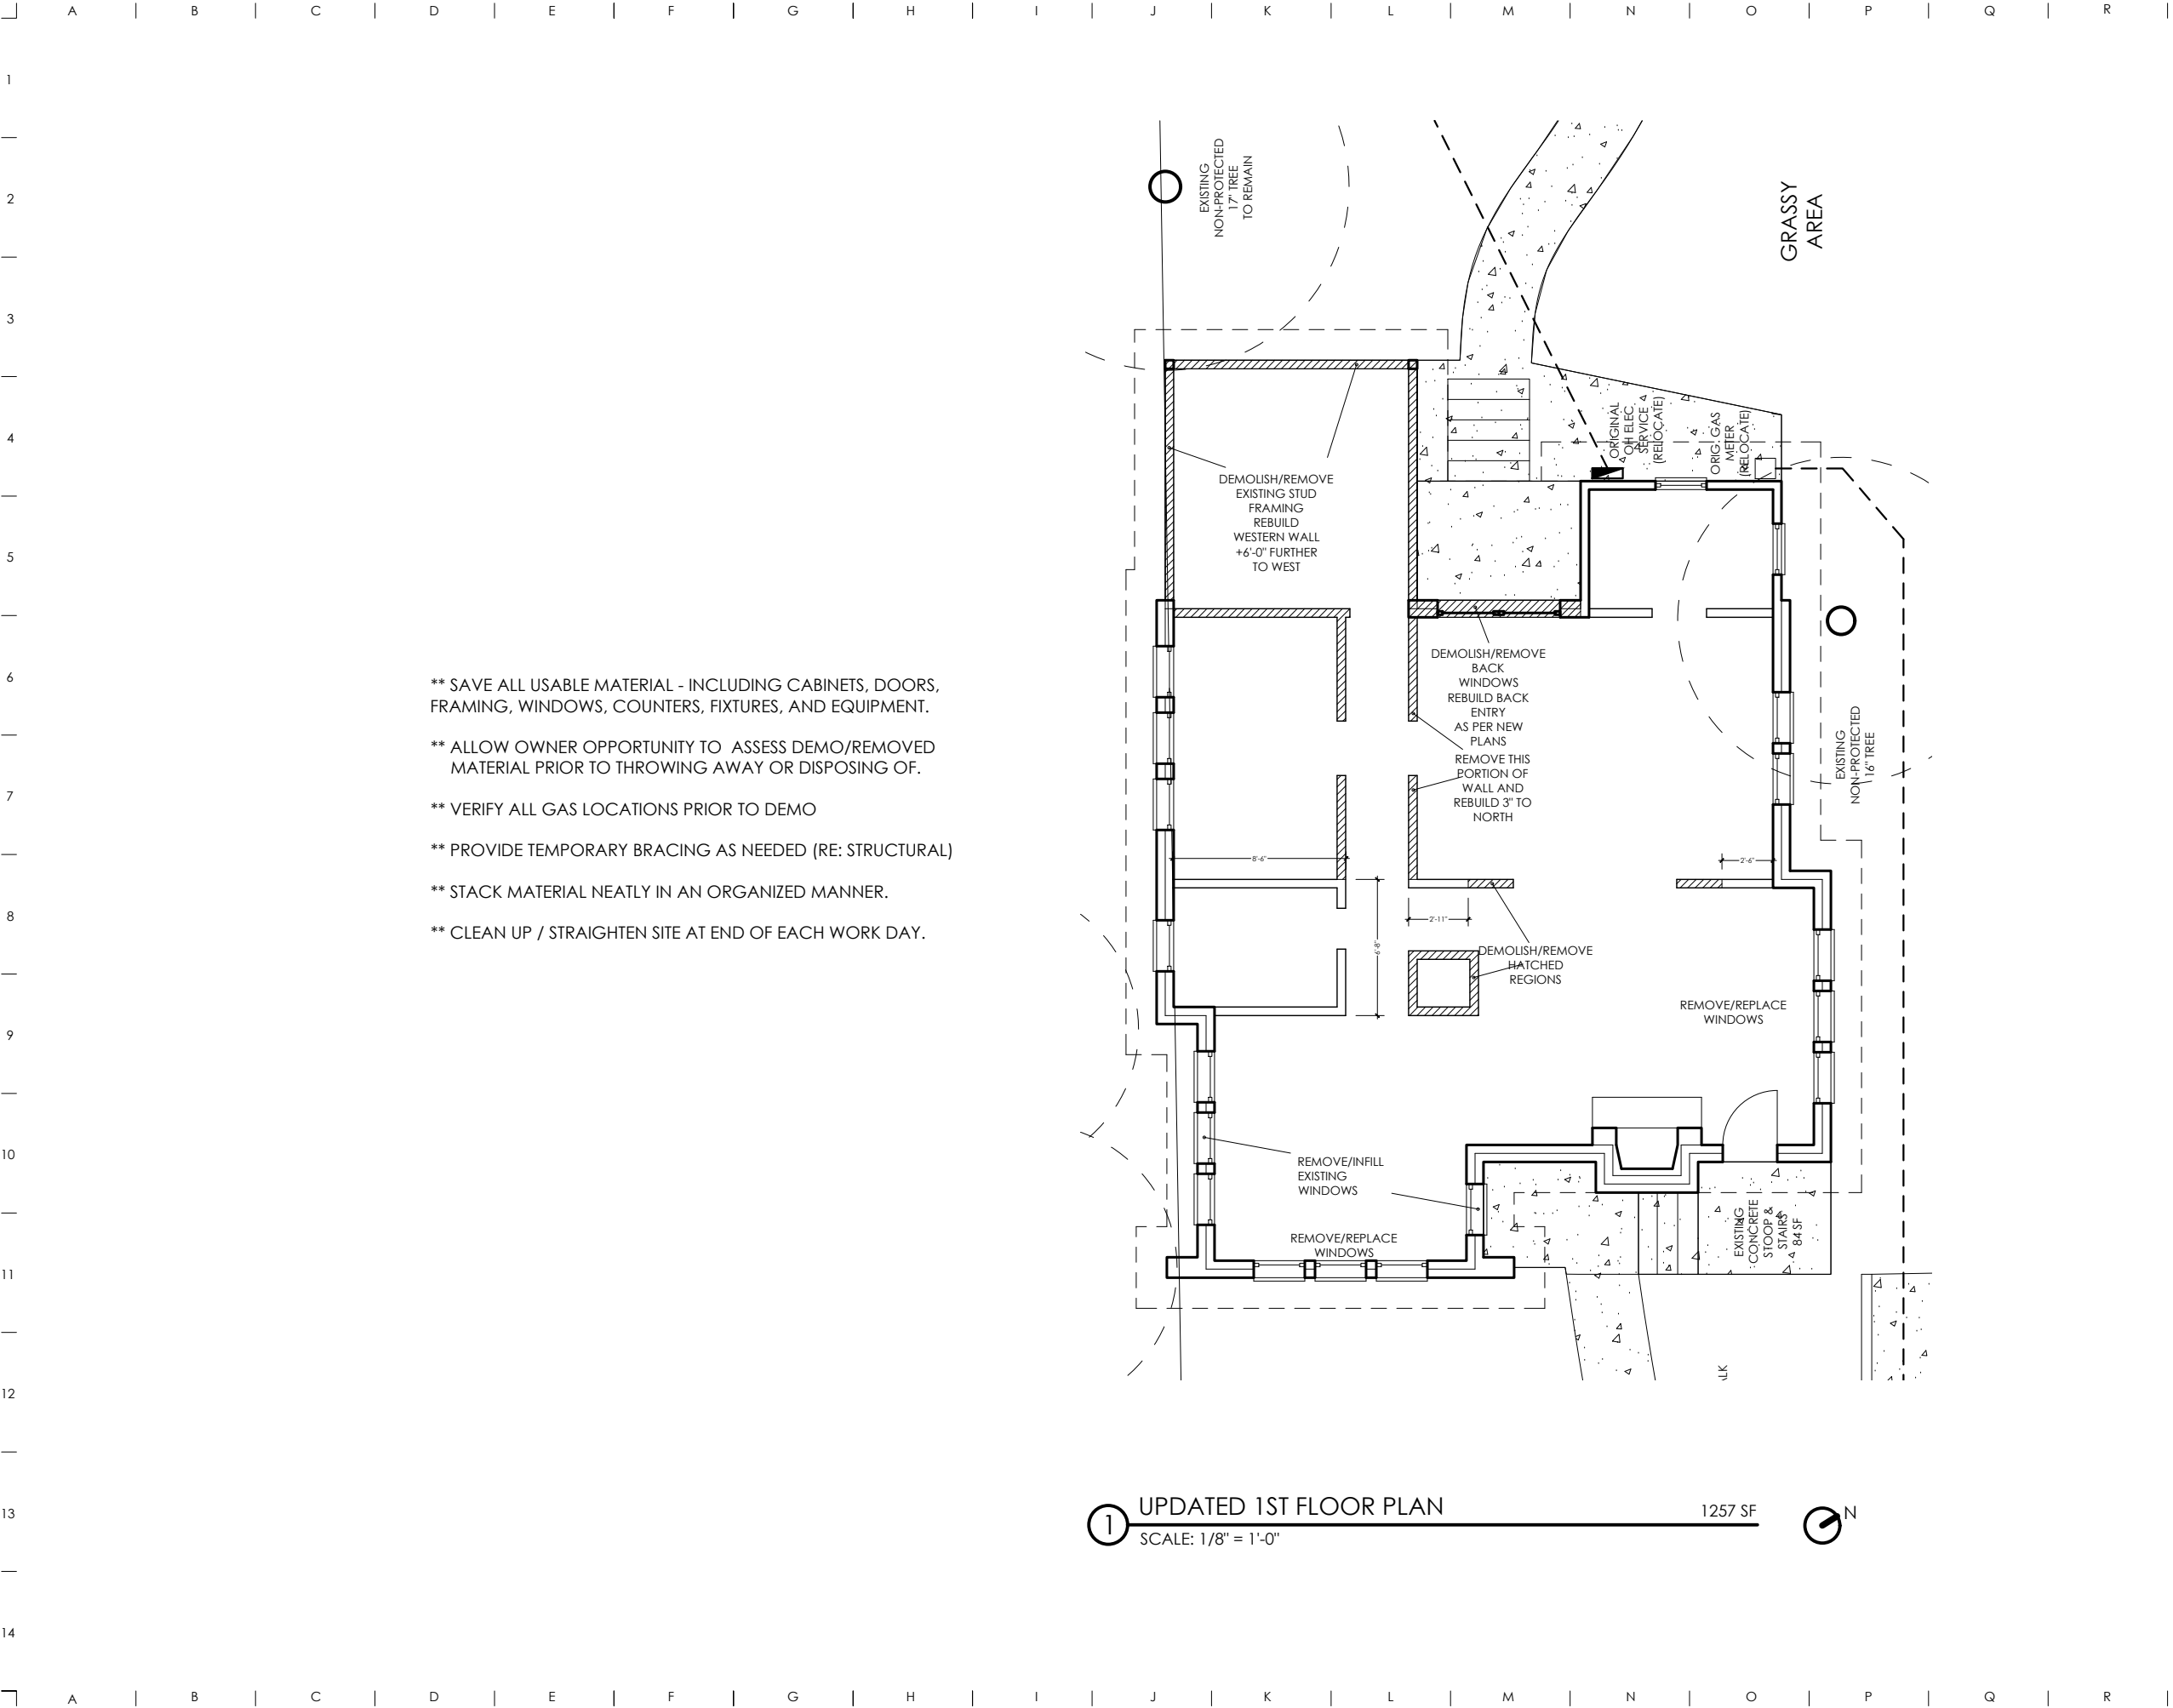 A B C D E F G H I J K L M N O P Q R
1
2
3
4
5
6
7
8
9
10
11
12
13
14
EXISTING
NON-PROTECTED
17" TREE
TO REMAIN
GRASSY
AREA
ORIGINAL
OH ELEC.
SERVICE
(RELOCATE)
ORIG. GAS
METER
(RELOCATE)
DEMOLISH/REMOVE
EXISTING STUD
FRAMING
REBUILD
WESTERN WALL
+6'-0" FURTHER
TO WEST
DEMOLISH/REMOVE
BACK
WINDOWS
REBUILD BACK
ENTRY
AS PER NEW
PLANS
REMOVE THIS
PORTION OF
WALL AND
REBUILD 3" TO
NORTH
EXISTING
NON-PROTECTED
16" TREE
** SAVE ALL USABLE MATERIAL - INCLUDING CABINETS, DOORS,
FRAMING, WINDOWS, COUNTERS, FIXTURES, AND EQUIPMENT.
** ALLOW OWNER OPPORTUNITY TO ASSESS DEMO/REMOVED
MATERIAL PRIOR TO THROWING AWAY OR DISPOSING OF.
** VERIFY ALL GAS LOCATIONS PRIOR TO DEMO
** PROVIDE TEMPORARY BRACING AS NEEDED (RE: STRUCTURAL)
** STACK MATERIAL NEATLY IN AN ORGANIZED MANNER.
** CLEAN UP / STRAIGHTEN SITE AT END OF EACH WORK DAY.
8'-6"
2'-6"
2'-11"
6'-8"
DEMOLISH/REMOVE
HATCHED
REGIONS
REMOVE/REPLACE
WINDOWS
REMOVE/INFILL
EXISTING
WINDOWS
REMOVE/REPLACE
WINDOWS
EXISTING
CONCRETE
STOOP &
STAIRS
84 SF
LK
1
UPDATED 1ST FLOOR PLAN
1257 SF
SCALE: 1/8" = 1'-0"
N
A B C D E F G H I J K L M N O P Q R